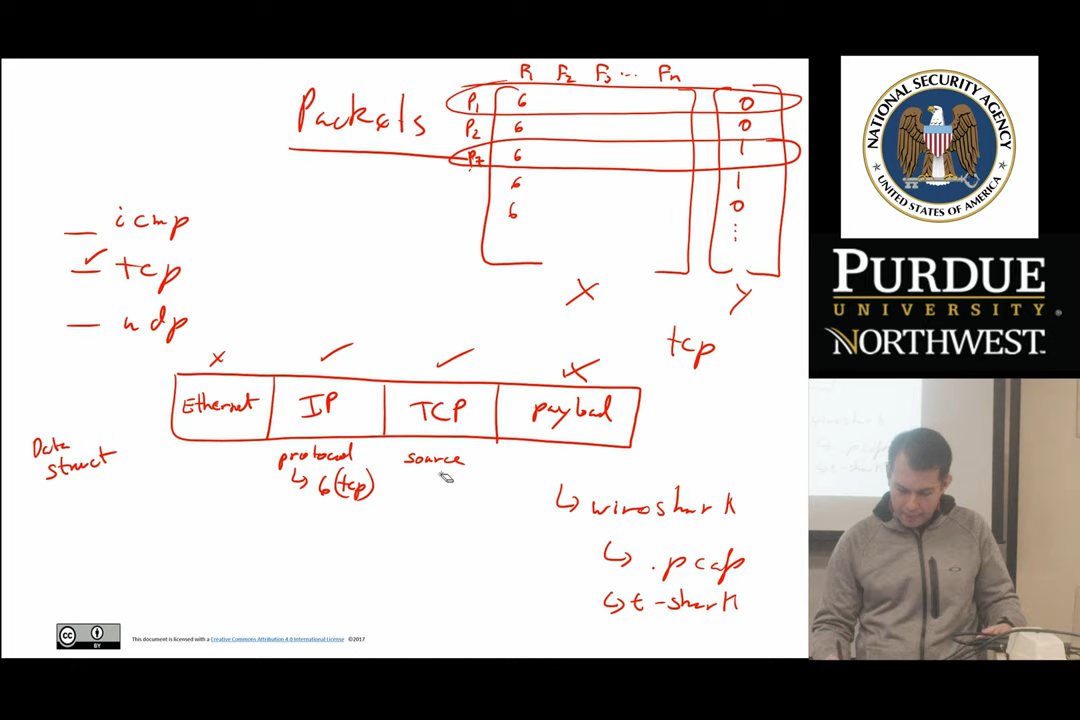 Packets
F1 F2 F3 ... Fn
P1 6 0
P2 6 0
P7 6 1
6 1
6 0
...
X Y
icmp
tcp
udp
tcp
Ethernet IP TCP payload
Data
struct
protocol
6(tcp)
source
wireshark
.pcap
t-shark
CC
BY
This document is licensed with a Creative Commons Attribution 4.0 International License ©2017
NATIONAL SECURITY AGENCY
UNITED STATES OF AMERICA
PURDUE
UNIVERSITY
NORTHWEST